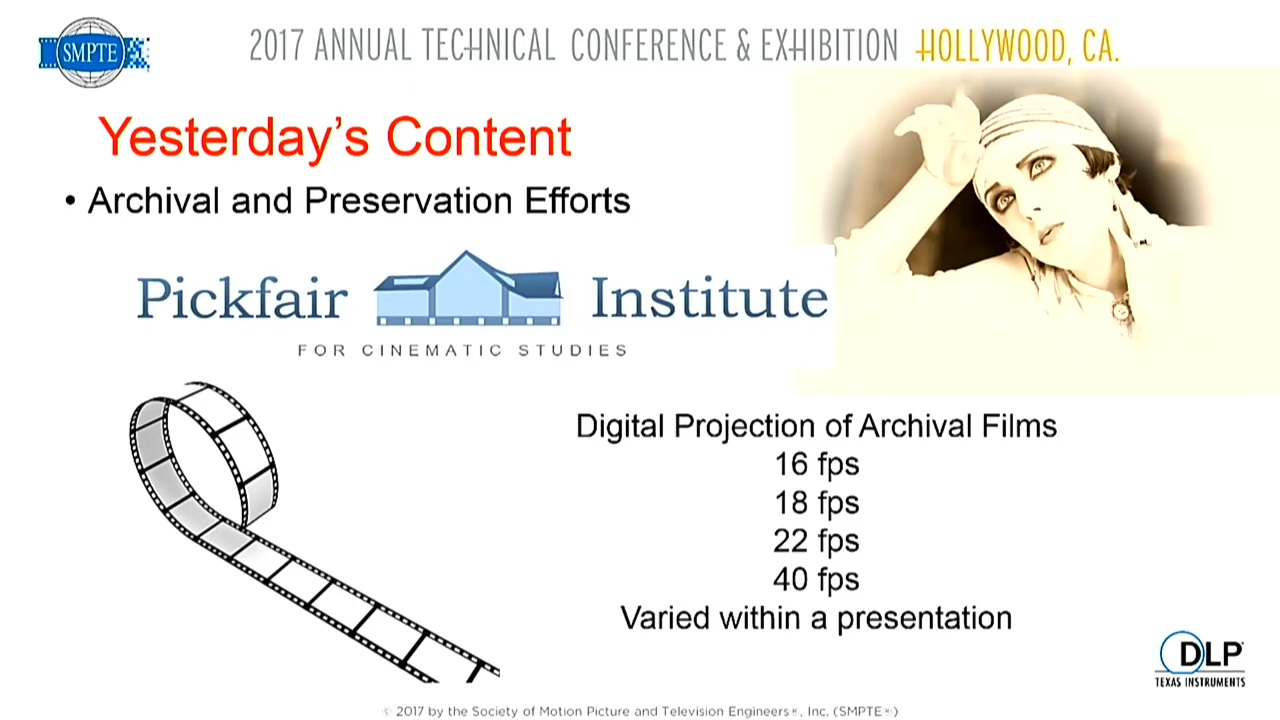 SMPTE
2017 ANNUAL TECHNICAL CONFERENCE & EXHIBITION HOLLYWOOD, CA.
Yesterday's Content
• Archival and Preservation Efforts
Pickfair Institute
FOR CINEMATIC STUDIES
Digital Projection of Archival Films
16 fps
18 fps
22 fps
40 fps
Varied within a presentation
DLP
TEXAS INSTRUMENTS
© 2017 by the Society of Motion Picture and Television Engineers®, Inc. (SMPTE®)